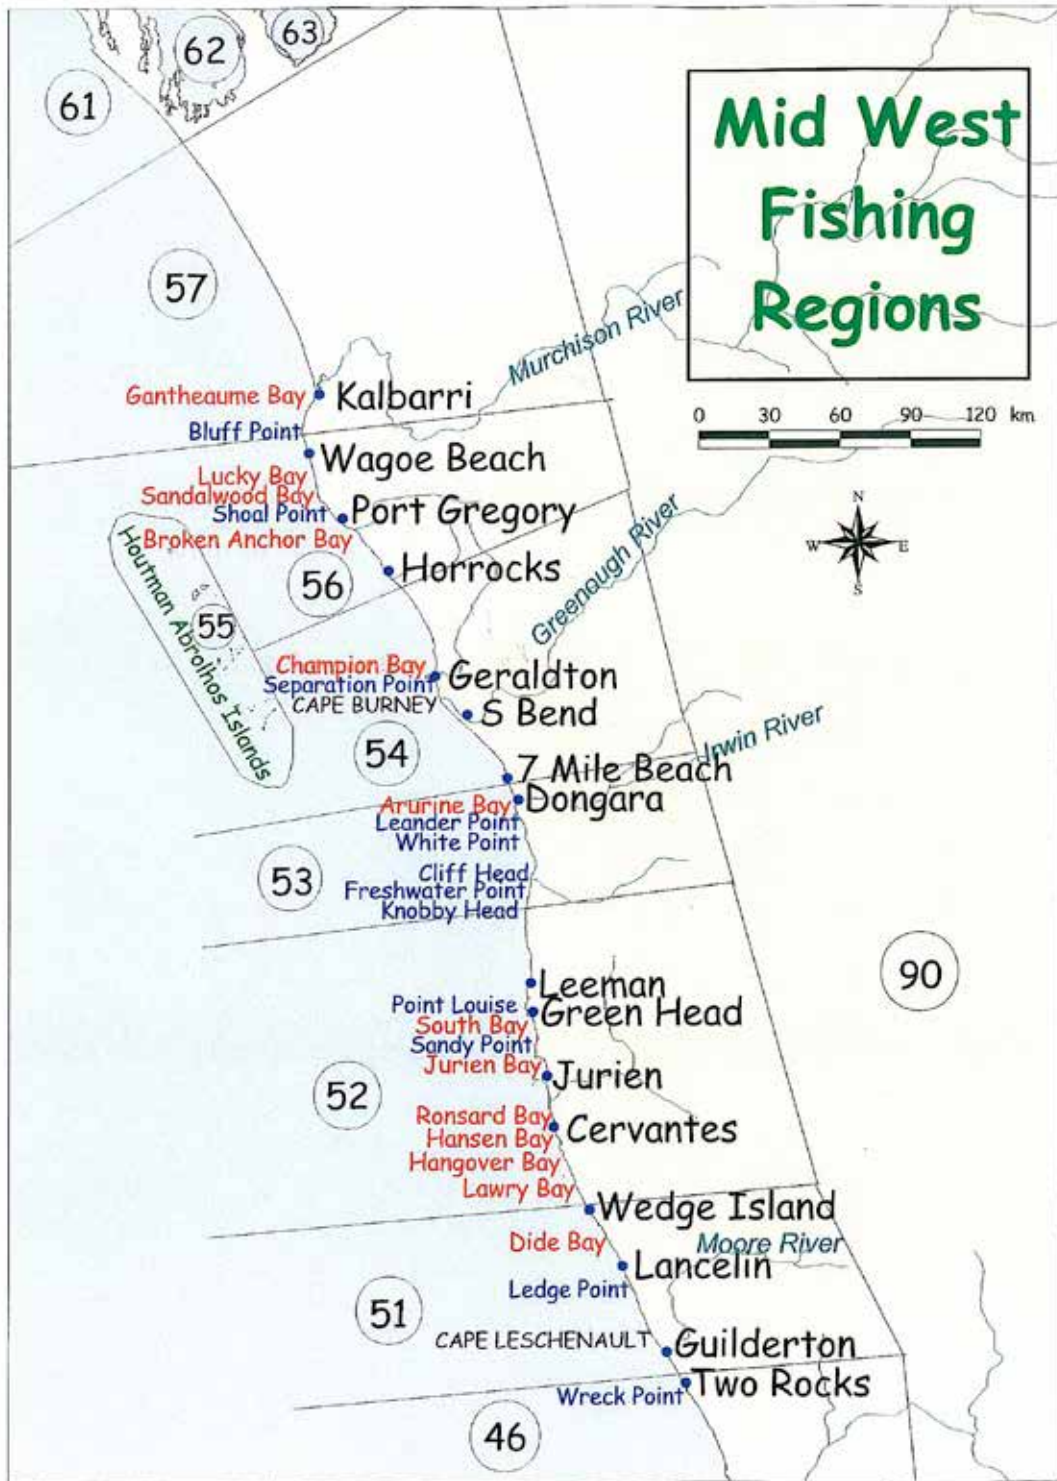 63
62
61
Mid West
Fishing
Regions
57
Murchison River
Gantheaume Bay
Kalbarri
0 30 60 90 120 km
Bluff Point
Wagoe Beach
Lucky Bay
Sandalwood Bay
Shoal Point
Port Gregory
N
W
E
S
Broken Anchor Bay
Horrocks
56
Greenough River
Houtman Abrolhos Islands
55
Champion Bay
Geraldton
Separation Point
CAPE BURNEY
S Bend
54
Irwin River
7 Mile Beach
Arurine Bay
Dongara
Leander Point
White Point
53
Cliff Head
Freshwater Point
Knobby Head
90
Leeman
Point Louise
Green Head
South Bay
Sandy Point
Jurien Bay
Jurien
52
Ronsard Bay
Cervantes
Hansen Bay
Hangover Bay
Lawry Bay
Wedge Island
Dide Bay
Moore River
Lancelin
Ledge Point
51
CAPE LESCHENAULT
Guilderton
Two Rocks
Wreck Point
46